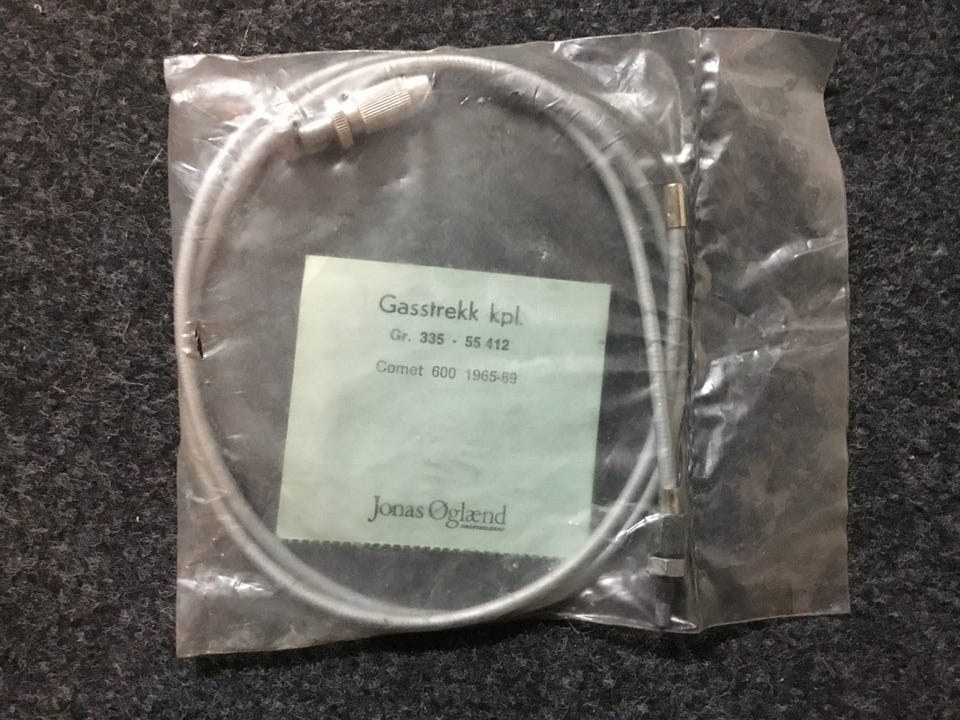 Gasstrekk kpl.
Gr. 335 - 55 412
Comet 600 1965-69
Jonas Øglænd